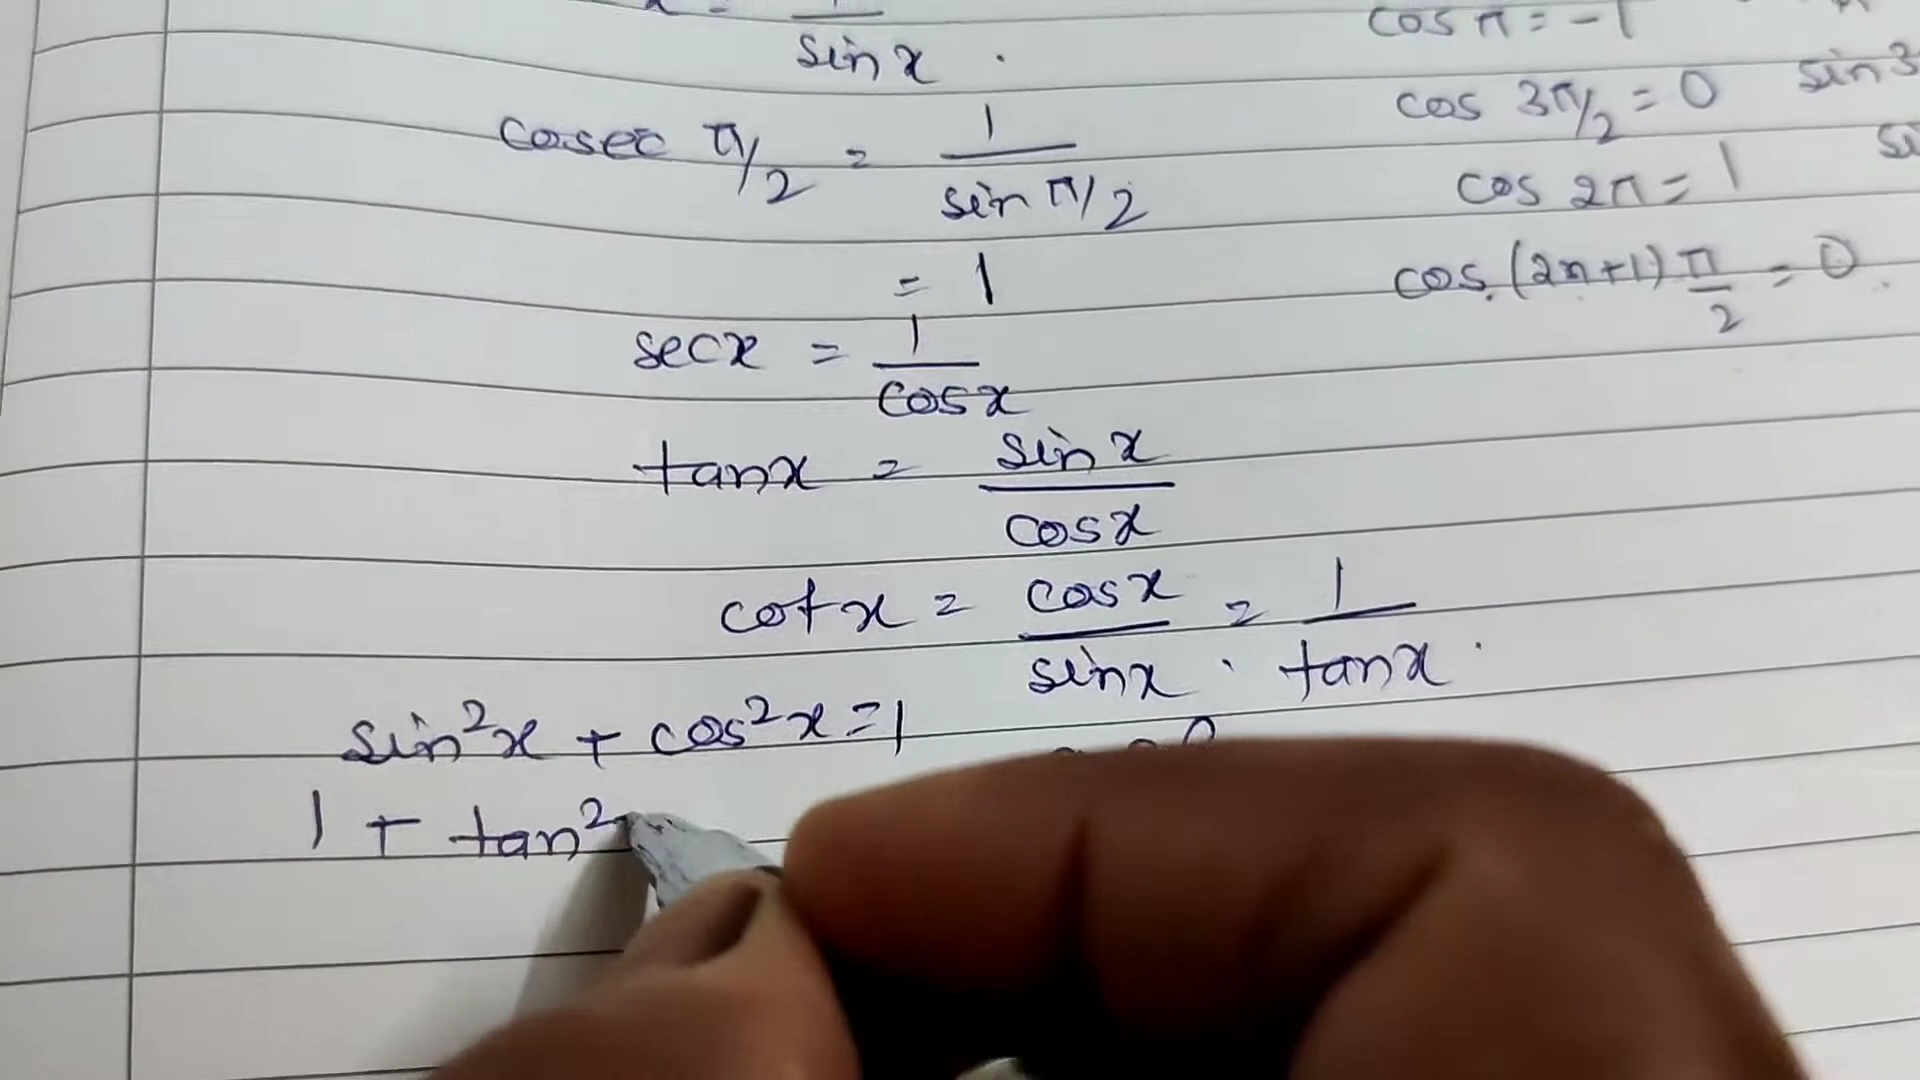 sin x .
cosec π/2 = 1 / sin π/2
= 1
sec x = 1 / cos x
tan x = sin x / cos x
cot x = cos x / sin x = 1 / tan x .
sin²x + cos²x = 1
1 + tan²
cos π = -1
cos 3π/2 = 0
cos 2π = 1
cos (2n+1) π/2 = 0